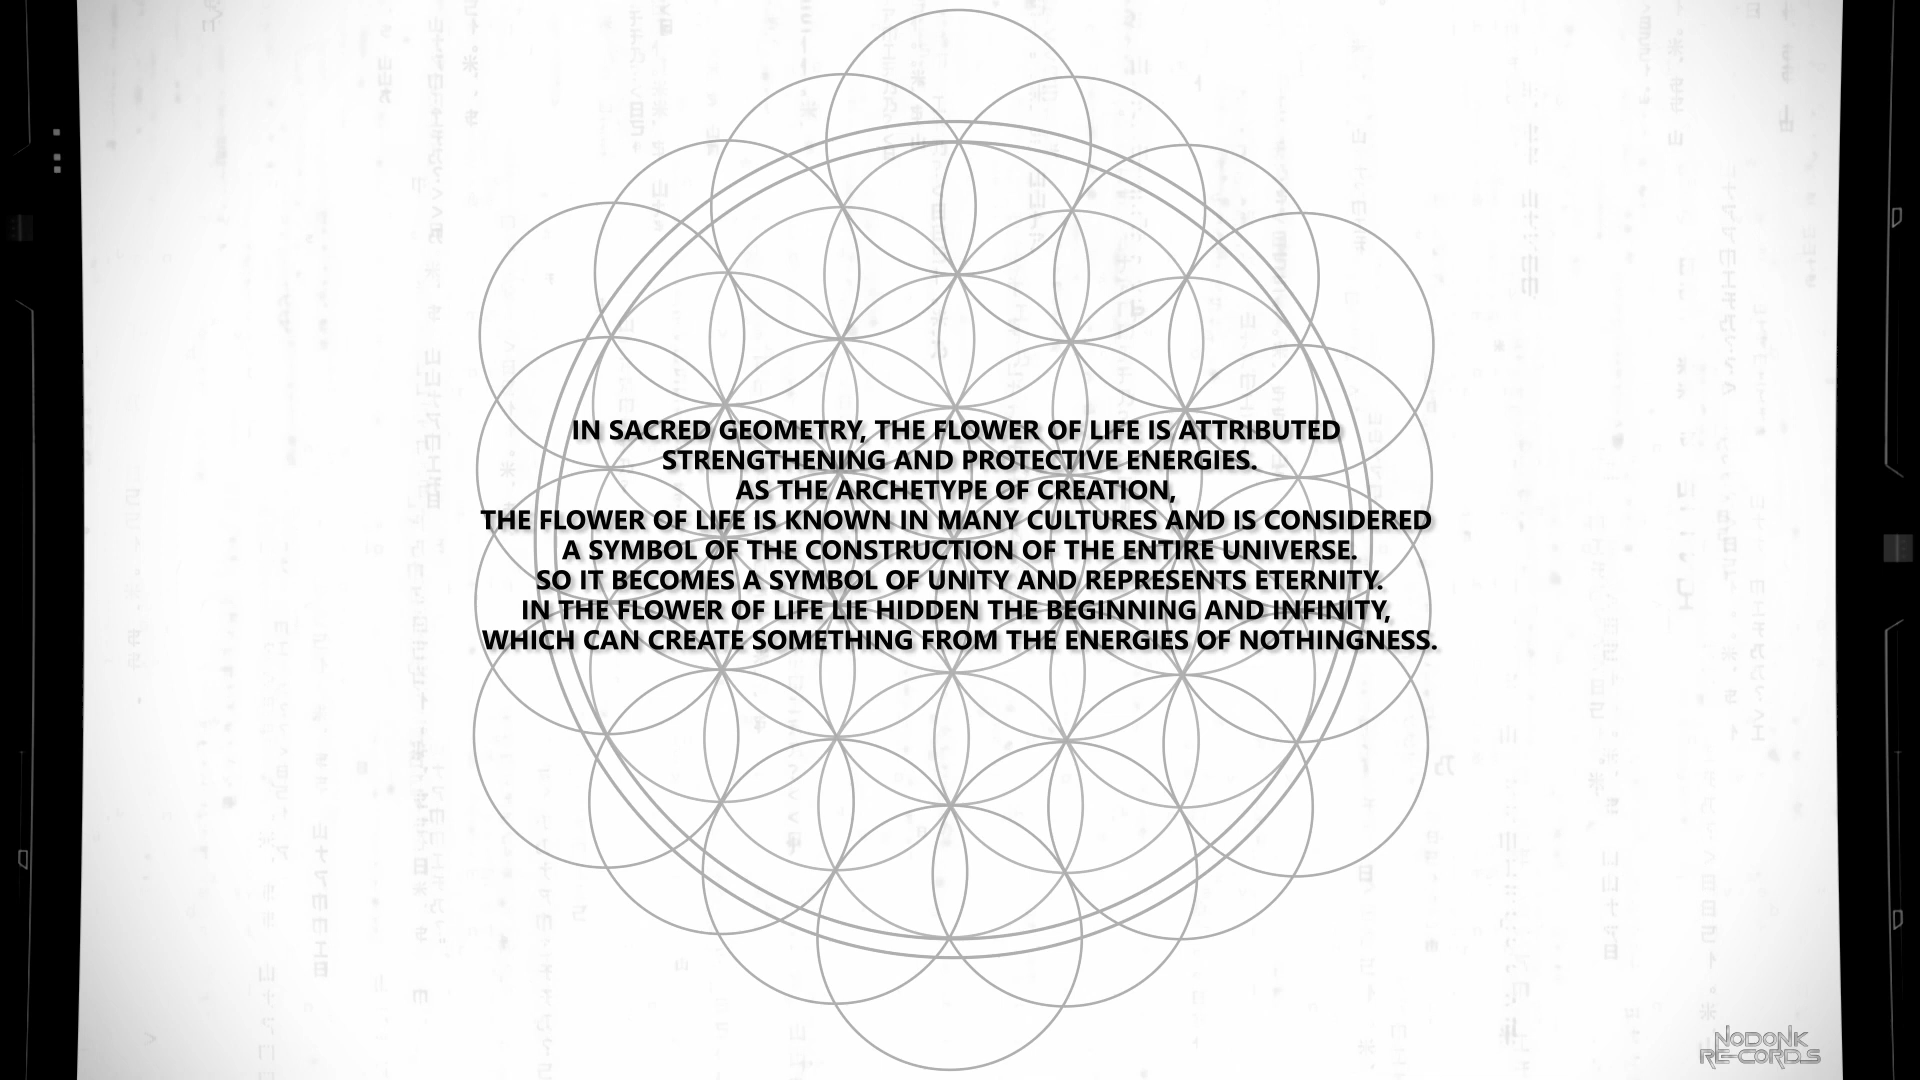 IN SACRED GEOMETRY, THE FLOWER OF LIFE IS ATTRIBUTED
STRENGTHENING AND PROTECTIVE ENERGIES.
AS THE ARCHETYPE OF CREATION,
THE FLOWER OF LIFE IS KNOWN IN MANY CULTURES AND IS CONSIDERED
A SYMBOL OF THE CONSTRUCTION OF THE ENTIRE UNIVERSE.
SO IT BECOMES A SYMBOL OF UNITY AND REPRESENTS ETERNITY.
IN THE FLOWER OF LIFE LIE HIDDEN THE BEGINNING AND INFINITY,
WHICH CAN CREATE SOMETHING FROM THE ENERGIES OF NOTHINGNESS.
NODONK
RE-CORDS